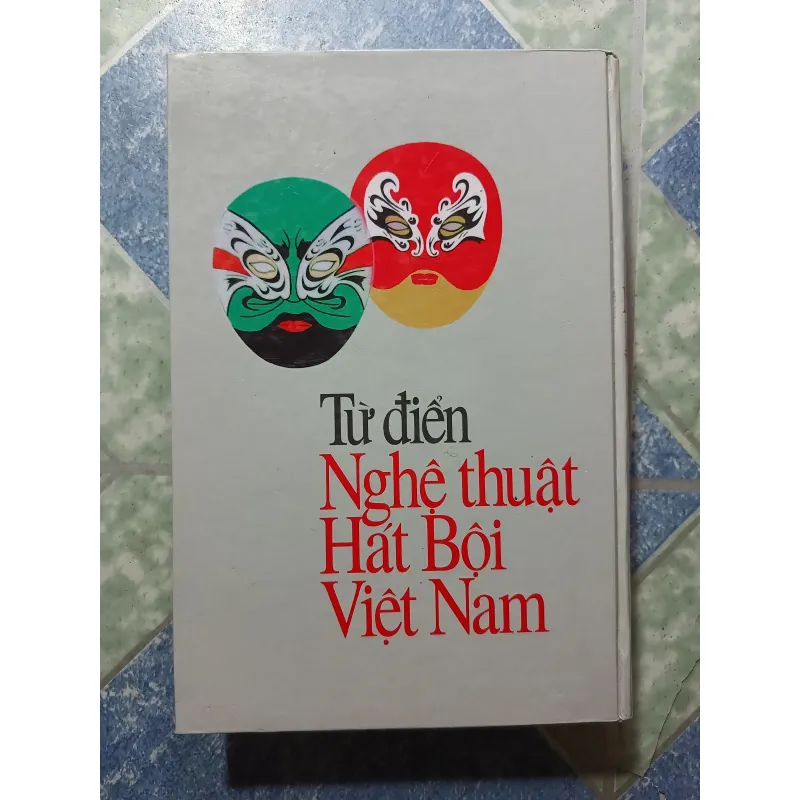 Từ điển
Nghệ thuật
Hát Bội
Việt Nam